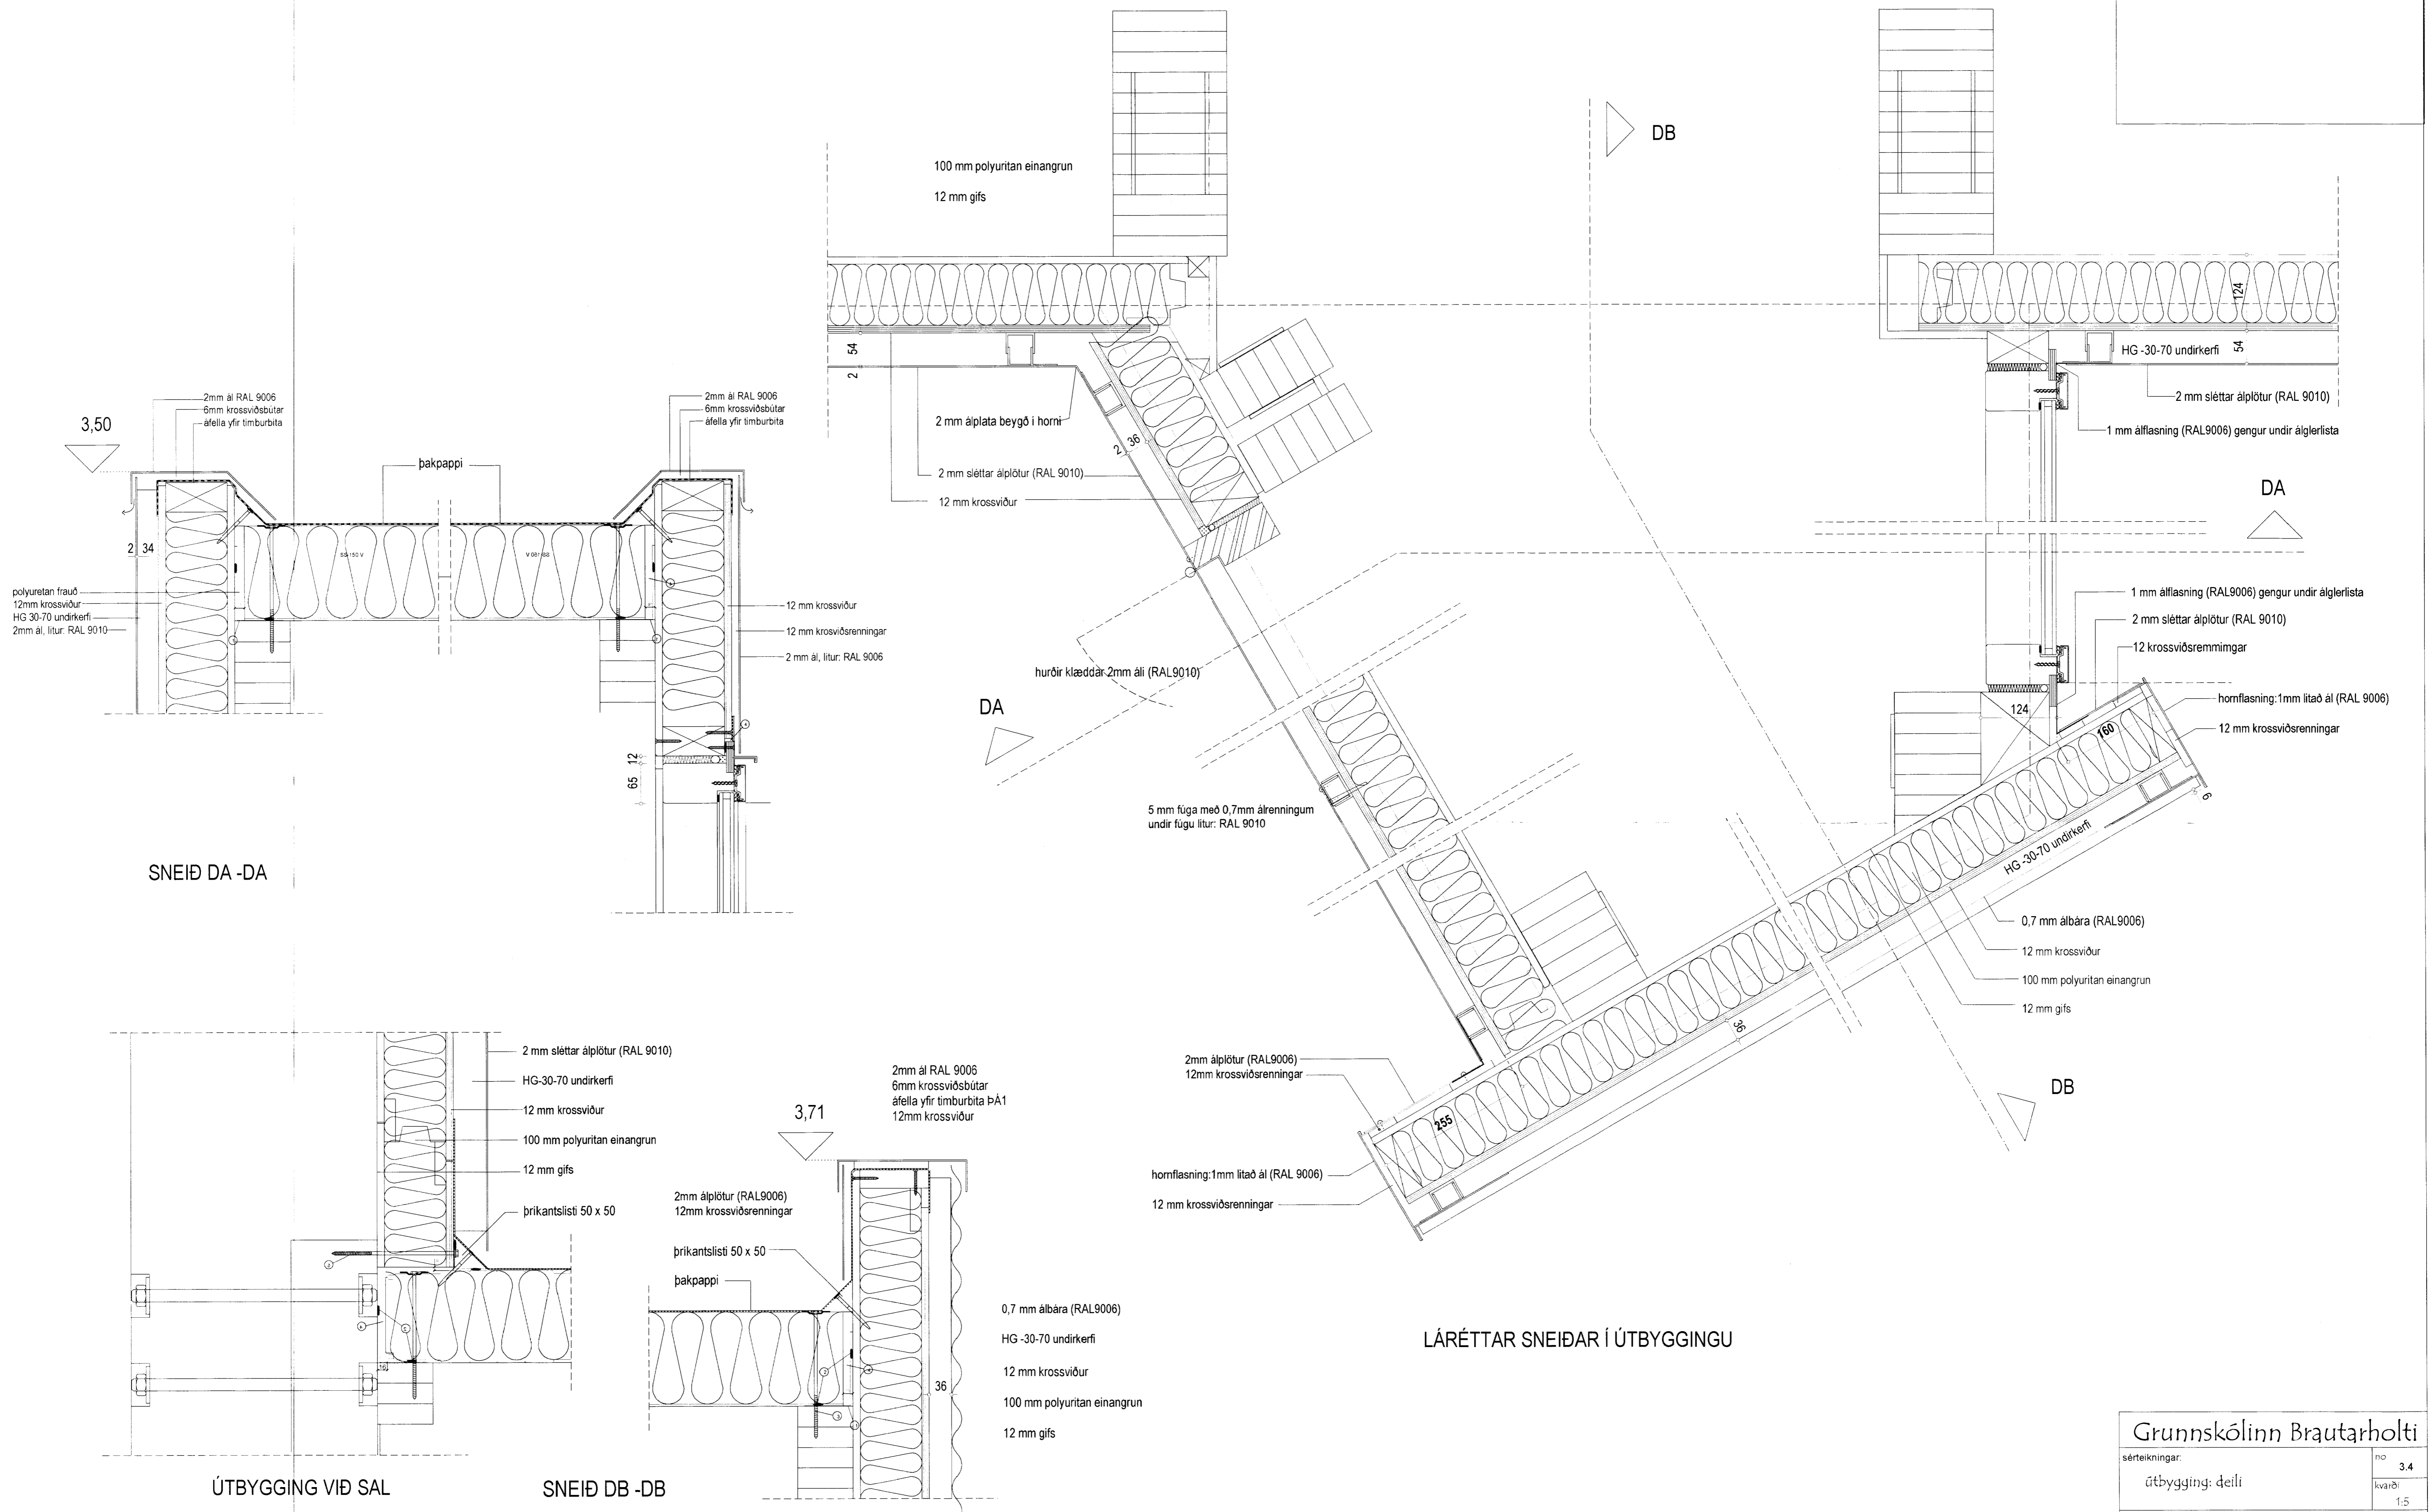 DB
100 mm polyuritan einangrun
12 mm gifs
54
2
124
54
HG -30-70 undirkerfi
2 mm sléttar álplötur (RAL 9010)
1 mm álflasning (RAL9006) gengur undir álglerlista
DA
2 mm álplata beygð í horni
2 36
2 mm sléttar álplötur (RAL 9010)
12 mm krossviður
2mm ál RAL 9006
6mm krossviðsbútar
áfella yfir timburbita
3,50
þakpappi
2mm ál RAL 9006
6mm krossviðsbútar
áfella yfir timburbita
2 34
polyuretan frauð
12mm krossviður
HG 30-70 undirkerfi
2mm ál, litur: RAL 9010
12 mm krossviður
12 mm krosviðsrenningar
2 mm ál, litur: RAL 9006
12
65
SNEIÐ DA -DA
hurðir klæddar 2mm áli (RAL9010)
DA
5 mm fúga með 0,7mm álrenningum
undir fúgu litur: RAL 9010
1 mm álflasning (RAL9006) gengur undir álglerlista
2 mm sléttar álplötur (RAL 9010)
12 krossviðsremmimgar
hornflasning:1mm litað ál (RAL 9006)
12 mm krossviðsrenningar
124
160
6
HG -30-70 undirkerfi
0,7 mm álbára (RAL9006)
12 mm krossviður
100 mm polyuritan einangrun
12 mm gifs
36
DB
2mm álplötur (RAL9006)
12mm krossviðsrenningar
255
hornflasning:1mm litað ál (RAL 9006)
12 mm krossviðsrenningar
LÁRÉTTAR SNEIÐAR Í ÚTBYGGINGU
2 mm sléttar álplötur (RAL 9010)
HG-30-70 undirkerfi
12 mm krossviður
100 mm polyuritan einangrun
12 mm gifs
þríkantslisti 50 x 50
16
ÚTBYGGING VIÐ SAL
2mm ál RAL 9006
6mm krossviðsbútar
áfella yfir timburbita ÞÁ1
12mm krossviður
3,71
2mm álplötur (RAL9006)
12mm krossviðsrenningar
þríkantslisti 50 x 50
þakpappi
0,7 mm álbára (RAL9006)
HG -30-70 undirkerfi
12 mm krossviður
100 mm polyuritan einangrun
12 mm gifs
36
SNEIÐ DB -DB
Grunnskólinn Brautarholti
sérteikningar:
útbygging: deili
no
3.4
kvarði
1:5